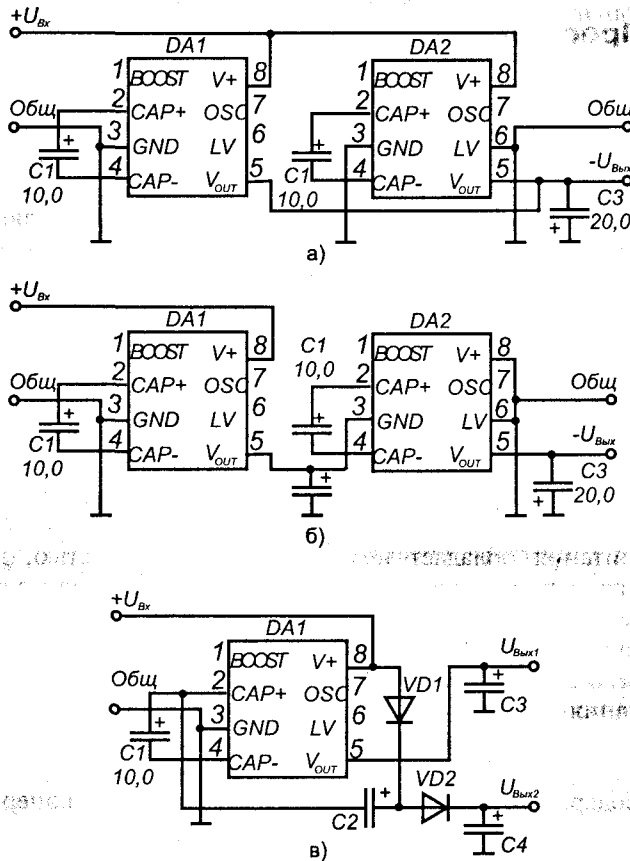 +U_Вх
DA1 DA2
1 BOOST V+ 8
2 CAP+ OSC 7
3 GND LV 6
4 CAP- V_OUT 5
1 BOOST V+ 8
2 CAP+ OSC 7
3 GND LV 6
4 CAP- V_OUT 5
Общ
+
C1
10,0
+
C1
10,0
Общ
-U_Вых
+
C3
20,0
а)
+U_Вх
DA1 DA2
1 BOOST V+ 8
2 CAP+ OSC 7
3 GND LV 6
4 CAP- V_OUT 5
C1
10,0
+
1 BOOST V+ 8
2 CAP+ OSC 7
3 GND LV 6
4 CAP- V_OUT 5
Общ
+
C1
10,0
+
Общ
-U_Вых
+
C3
20,0
б)
+U_Вх
DA1
1 BOOST V+ 8
2 CAP+ OSC 7
3 GND LV 6
4 CAP- V_OUT 5
Общ
+
C1
10,0
VD1
U_Вых1
+
C3
C2
+
VD2
U_Вых2
+
C4
в)